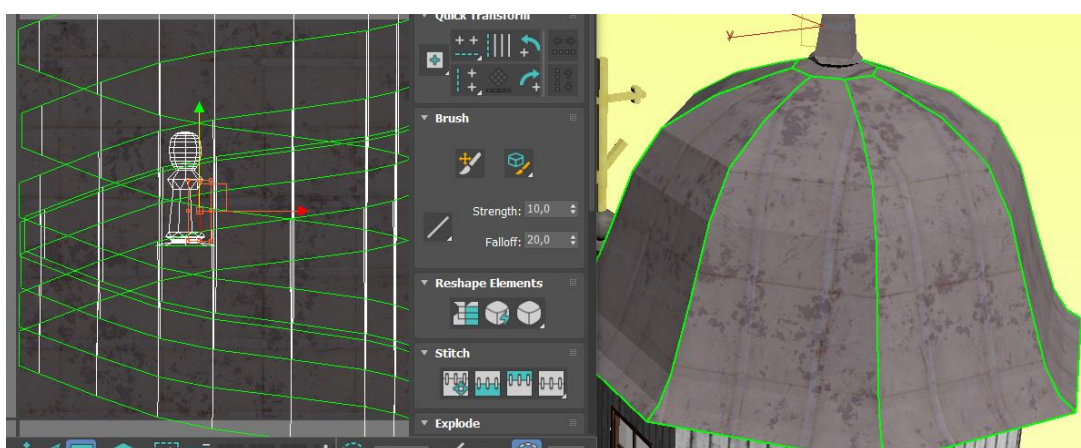 Quick Transform
Brush
Strength: 10,0
Falloff: 20,0
Reshape Elements
Stitch
Explode
y